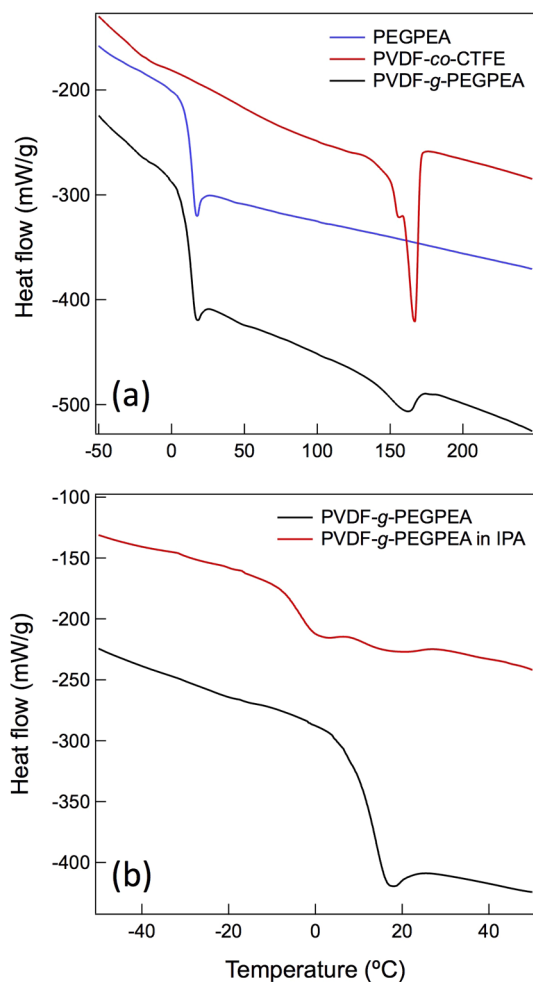 PEGPEA
PVDF-co-CTFE
PVDF-g-PEGPEA
-200
-300
-400
-500
Heat flow (mW/g)
(a)
-50 0 50 100 150 200
-100
-150
-200
-250
-300
-350
-400
Heat flow (mW/g)
PVDF-g-PEGPEA
PVDF-g-PEGPEA in IPA
(b)
-40 -20 0 20 40
Temperature (ºC)